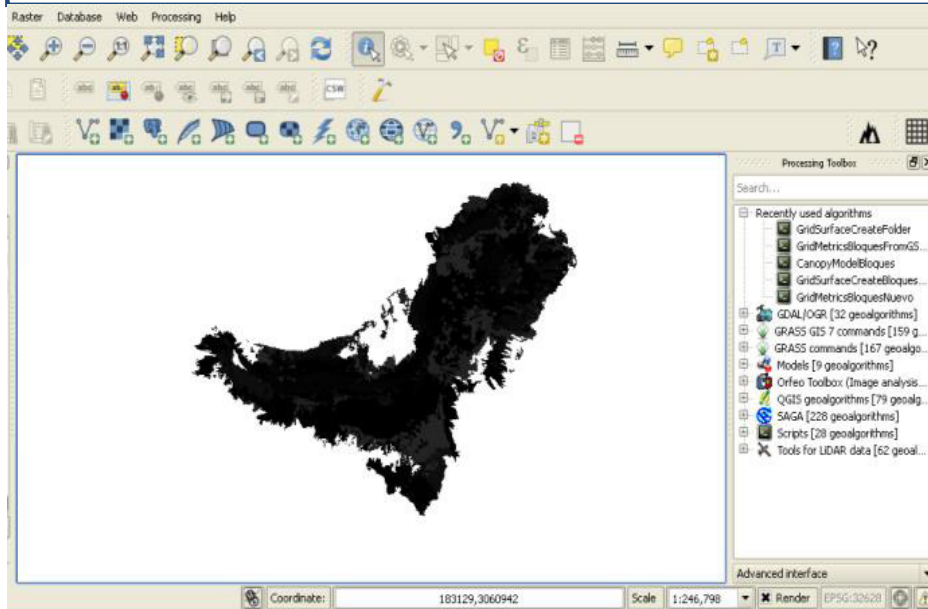 Raster Database Web Processing Help
CSW
Processing Toolbox
Search...
Recently used algorithms
GridSurfaceCreateFolder
GridMetricsBloquesFromGS...
CanopyModelBloques
GridSurfaceCreateBloques...
GridMetricsBloquesNuevo
GDAL/OGR [32 geoalgorithms]
GRASS GIS 7 commands [159 g...
GRASS commands [167 geoalgo...
Models [9 geoalgorithms]
Orfeo Toolbox (Image analysis...
QGIS geoalgorithms [79 geoalg...
SAGA [228 geoalgorithms]
Scripts [28 geoalgorithms]
Tools for LiDAR data [62 geoal...
Advanced interface
Coordinate: 183129,3060942 Scale 1:246,798 Render EPSG:32628